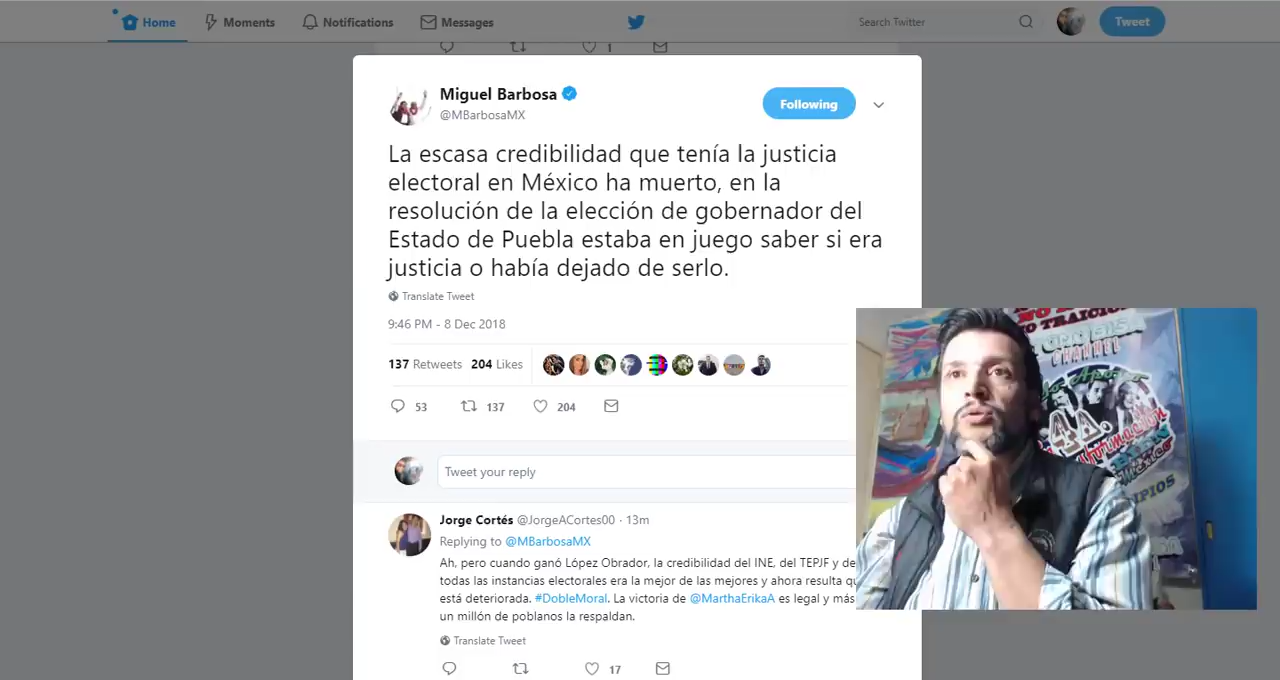 Home
Moments
Notifications
Messages
Search Twitter
Tweet
1
Miguel Barbosa
@MBarbosaMX
Following
La escasa credibilidad que tenía la justicia
electoral en México ha muerto, en la
resolución de la elección de gobernador del
Estado de Puebla estaba en juego saber si era
justicia o había dejado de serlo.
Translate Tweet
9:46 PM - 8 Dec 2018
137 Retweets 204 Likes
53 137 204
Tweet your reply
Jorge Cortés @JorgeACortes00 · 13m
Replying to @MBarbosaMX
Ah, pero cuando ganó López Obrador, la credibilidad del INE, del TEPJF y de
todas las instancias electorales era la mejor de las mejores y ahora resulta
está deteriorada. #DobleMoral. La victoria de @MarthaErikaA es legal y más
un millón de poblanos la respaldan.
Translate Tweet
17
CHANNEL